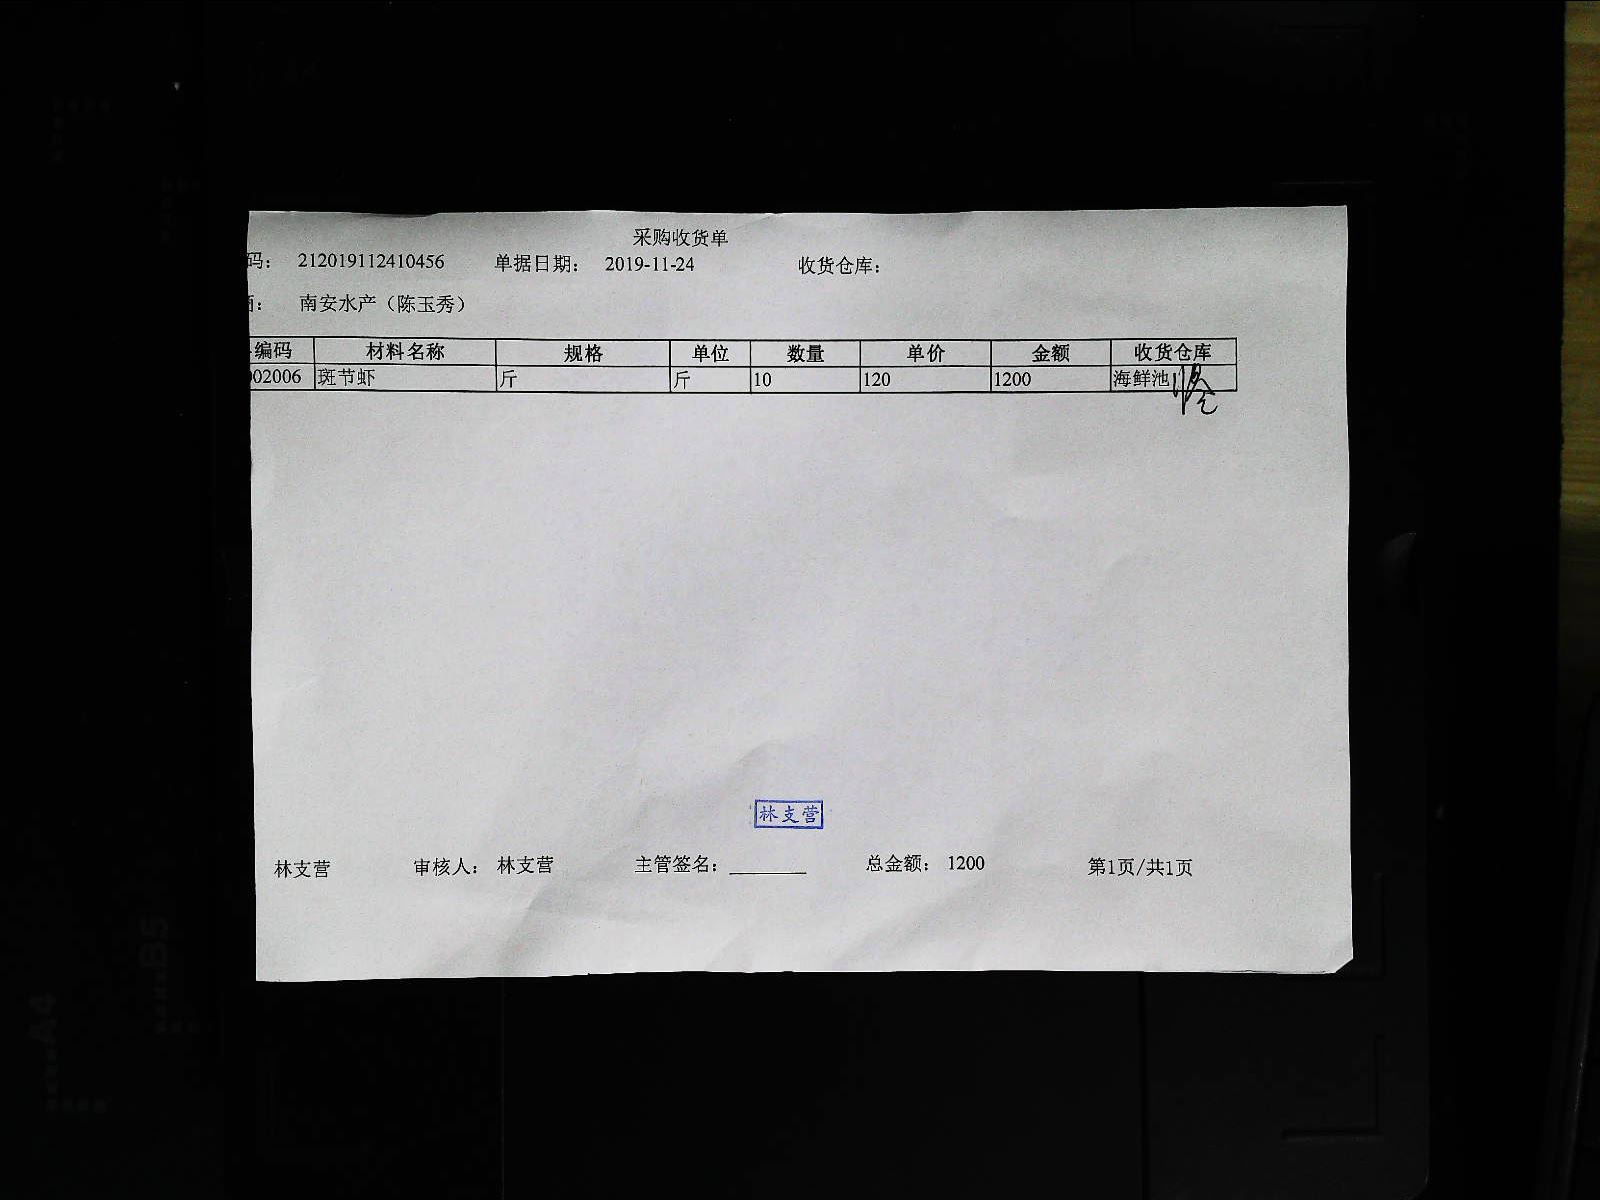 采购收货单
码： 212019112410456 单据日期： 2019-11-24 收货仓库：
南安水产（陈玉秀）
编码 材料名称 规格 单位 数量 单价 金额 收货仓库
02006 斑节虾 斤 斤 10 120 1200 海鲜池
林支营
林支营 审核人： 林支营 主管签名： 总金额： 1200 第1页/共1页
A4
B5